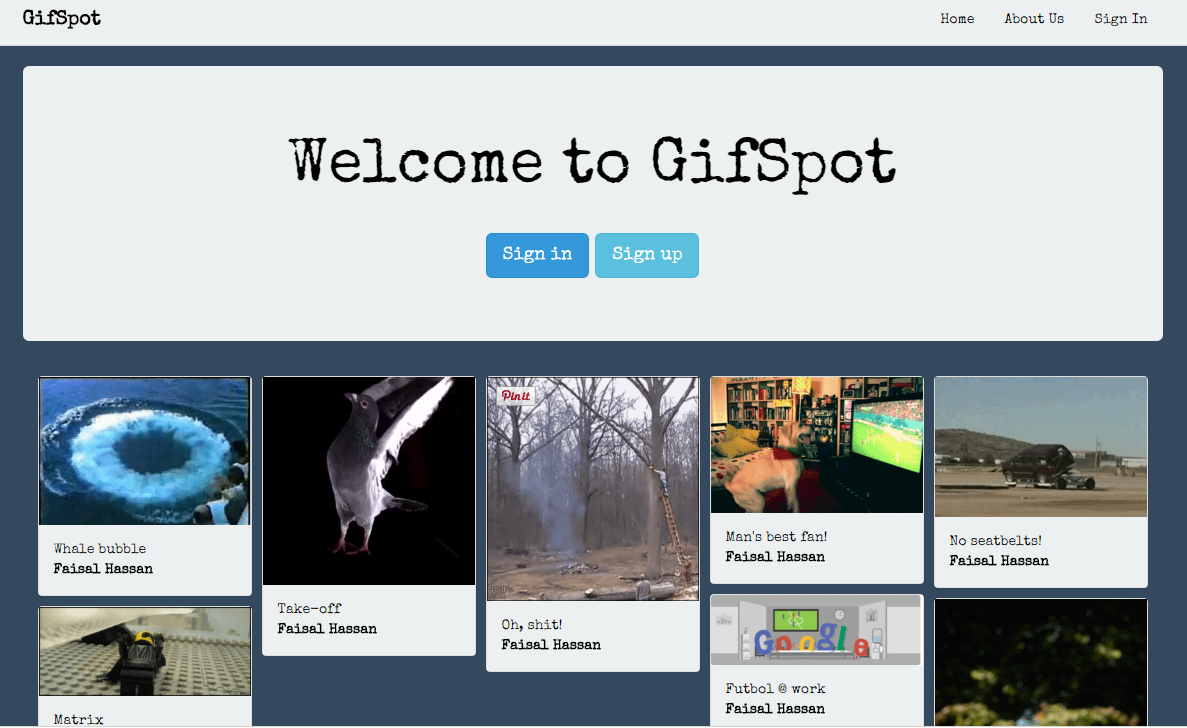 GifSpot
Home
About Us
Sign In
Welcome to GifSpot
Sign in
Sign up
Whale bubble
Faisal Hassan
Take-off
Faisal Hassan
Pin it
Oh, shit!
Faisal Hassan
Man's best fan!
Faisal Hassan
No seatbelts!
Faisal Hassan
Matrix
Google
Futbol @ work
Faisal Hassan